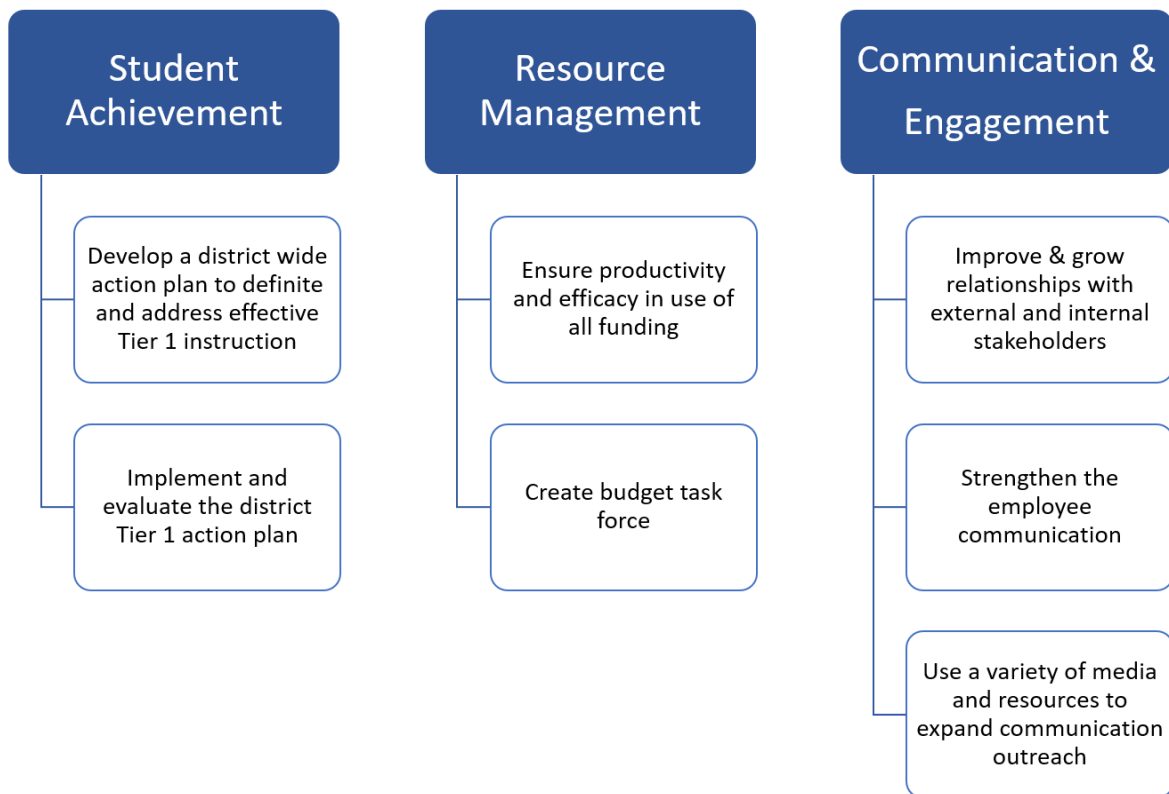 Student
Achievement
Develop a district wide
action plan to definite
and address effective
Tier 1 instruction
Implement and
evaluate the district
Tier 1 action plan
Resource
Management
Ensure productivity
and efficacy in use of
all funding
Create budget task
force
Communication &
Engagement
Improve & grow
relationships with
external and internal
stakeholders
Strengthen the
employee
communication
Use a variety of media
and resources to
expand communication
outreach